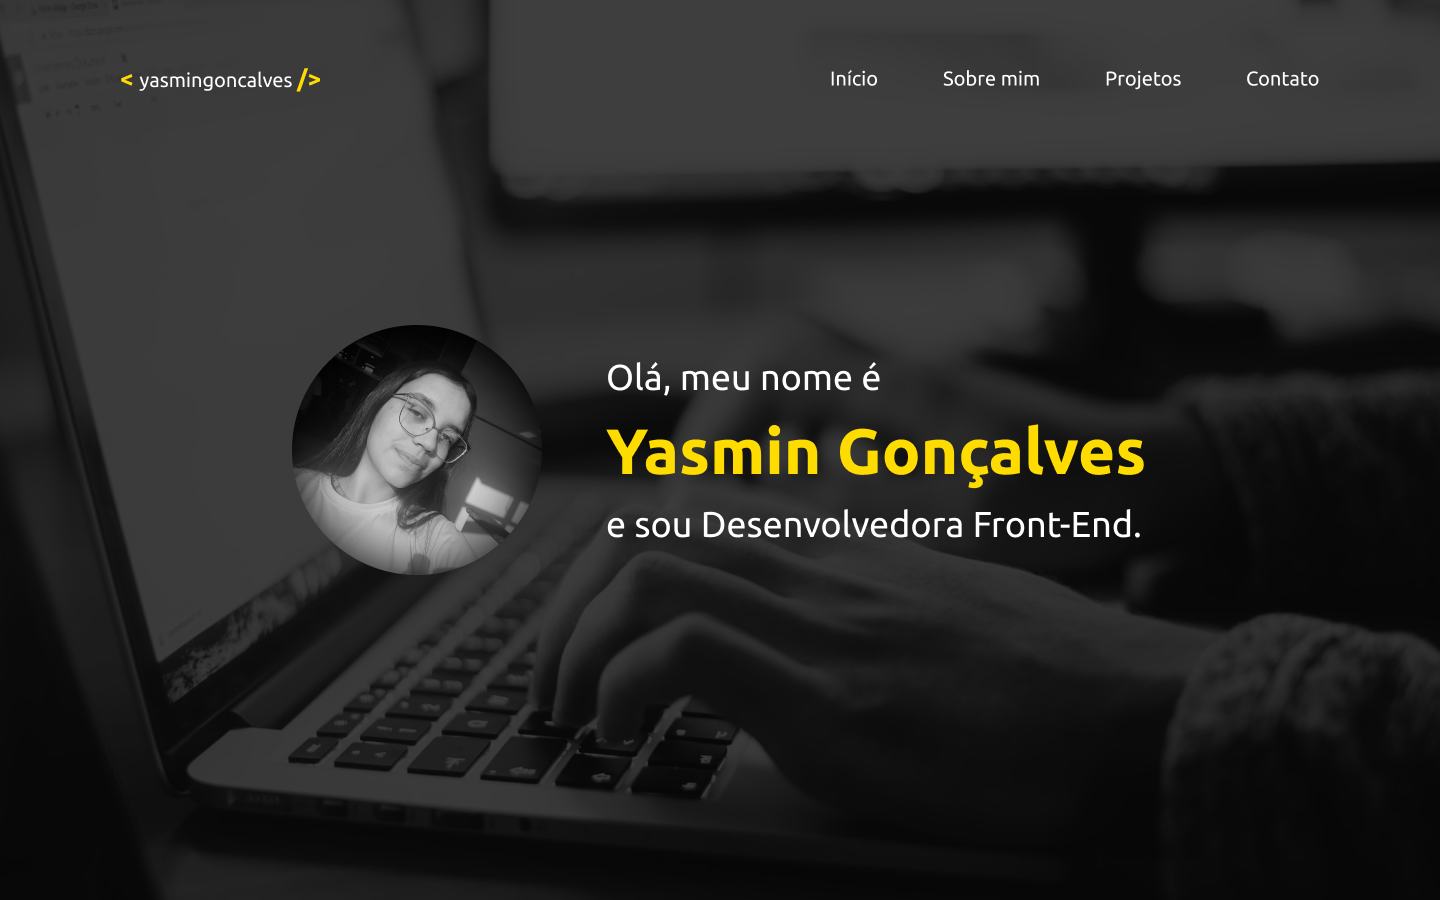 < yasmingoncalves />
Início Sobre mim Projetos Contato
Olá, meu nome é
Yasmin Gonçalves
e sou Desenvolvedora Front-End.